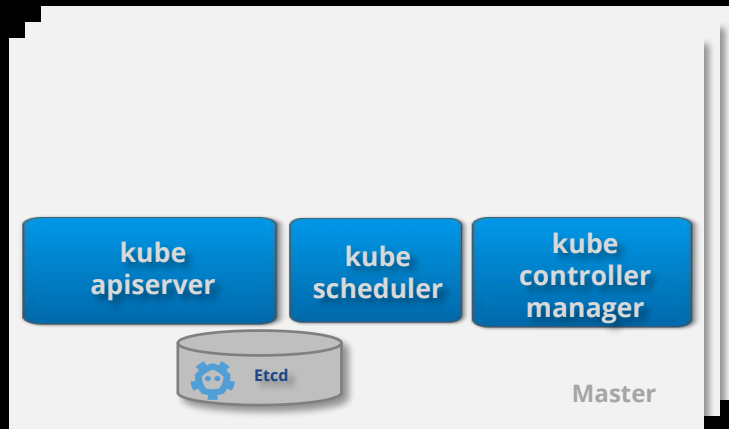 kube
apiserver
kube
scheduler
kube
controller
manager
Etcd
Master